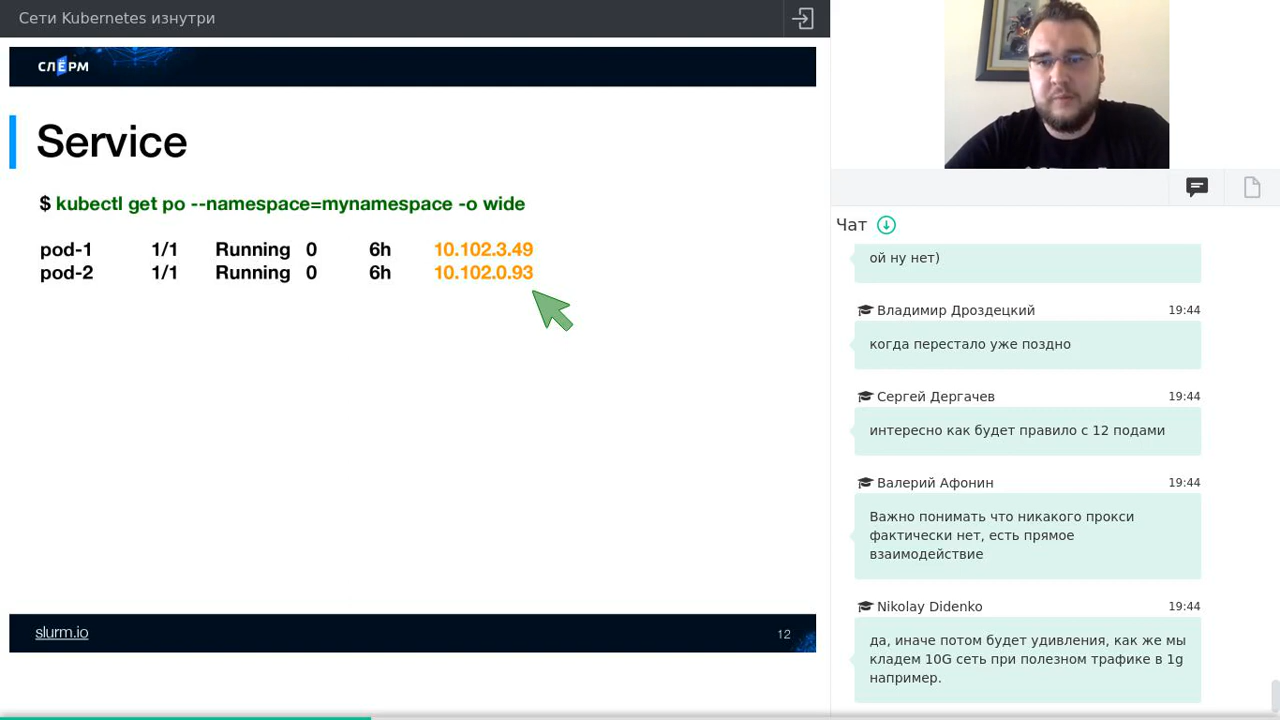 Сети Kubernetes изнутри
СЛЁРМ
Service
$ kubectl get po --namespace=mynamespace -o wide
pod-1 1/1 Running 0 6h 10.102.3.49
pod-2 1/1 Running 0 6h 10.102.0.93
slurm.io
12
Чат
ой ну нет)
Владимир Дроздецкий 19:44
когда перестало уже поздно
Сергей Дергачев 19:44
интересно как будет правило с 12 подами
Валерий Афонин 19:44
Важно понимать что никакого прокси
фактически нет, есть прямое
взаимодействие
Nikolay Didenko 19:44
да, иначе потом будет удивления, как же мы
кладем 10G сеть при полезном трафике в 1g
например.